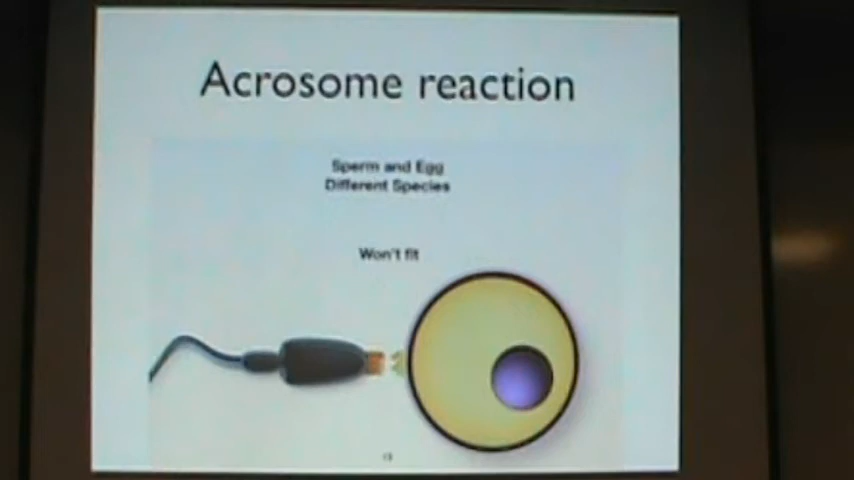 Acrosome reaction
Sperm and Egg
Different Species
Won't fit